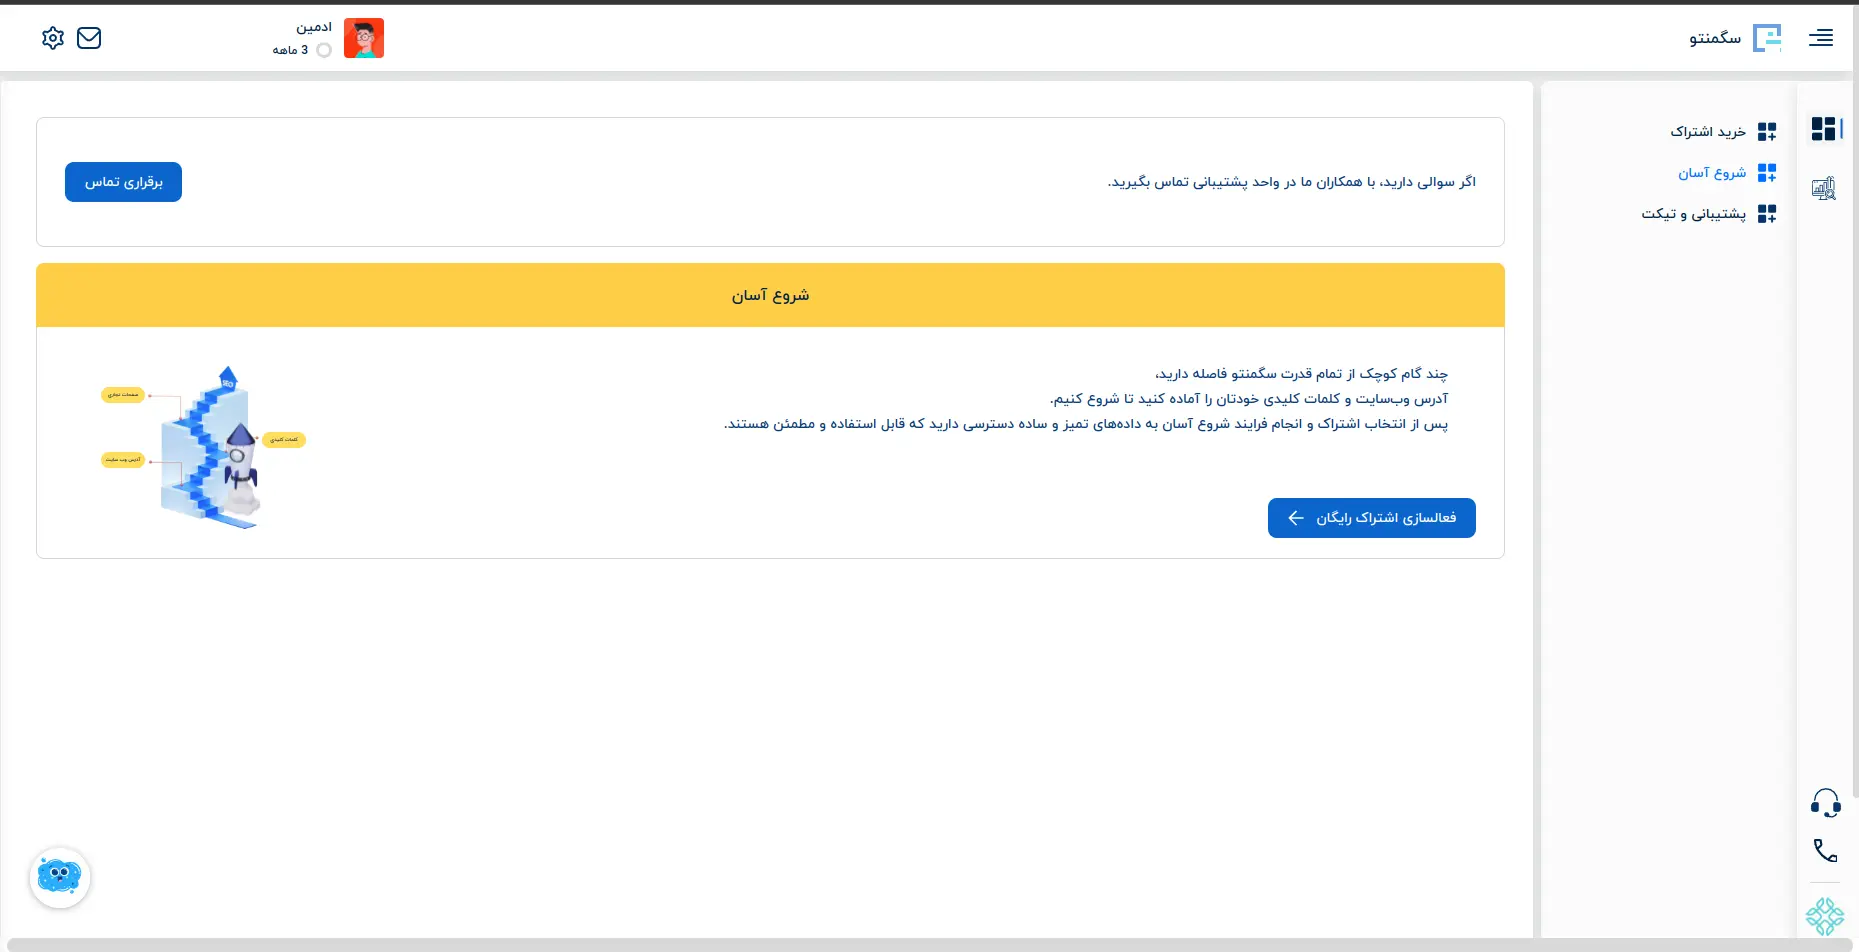 سگمنتو
ادمین
3 ماهه
خرید اشتراک
شروع آسان
پشتیبانی و تیکت
اگر سوالی دارید، با همکاران ما در واحد پشتیبانی تماس بگیرید.
برقراری تماس
شروع آسان
چند گام کوچک از تمام قدرت سگمنتو فاصله دارید،
آدرس وب‌سایت و کلمات کلیدی خودتان را آماده کنید تا شروع کنیم.
پس از انتخاب اشتراک و انجام فرایند شروع آسان به داده‌های تمیز و ساده دسترسی دارید که قابل استفاده و مطمئن هستند.
SEO
صفحات تجاری
کلمات کلیدی
آدرس وب سایت
فعالسازی اشتراک رایگان